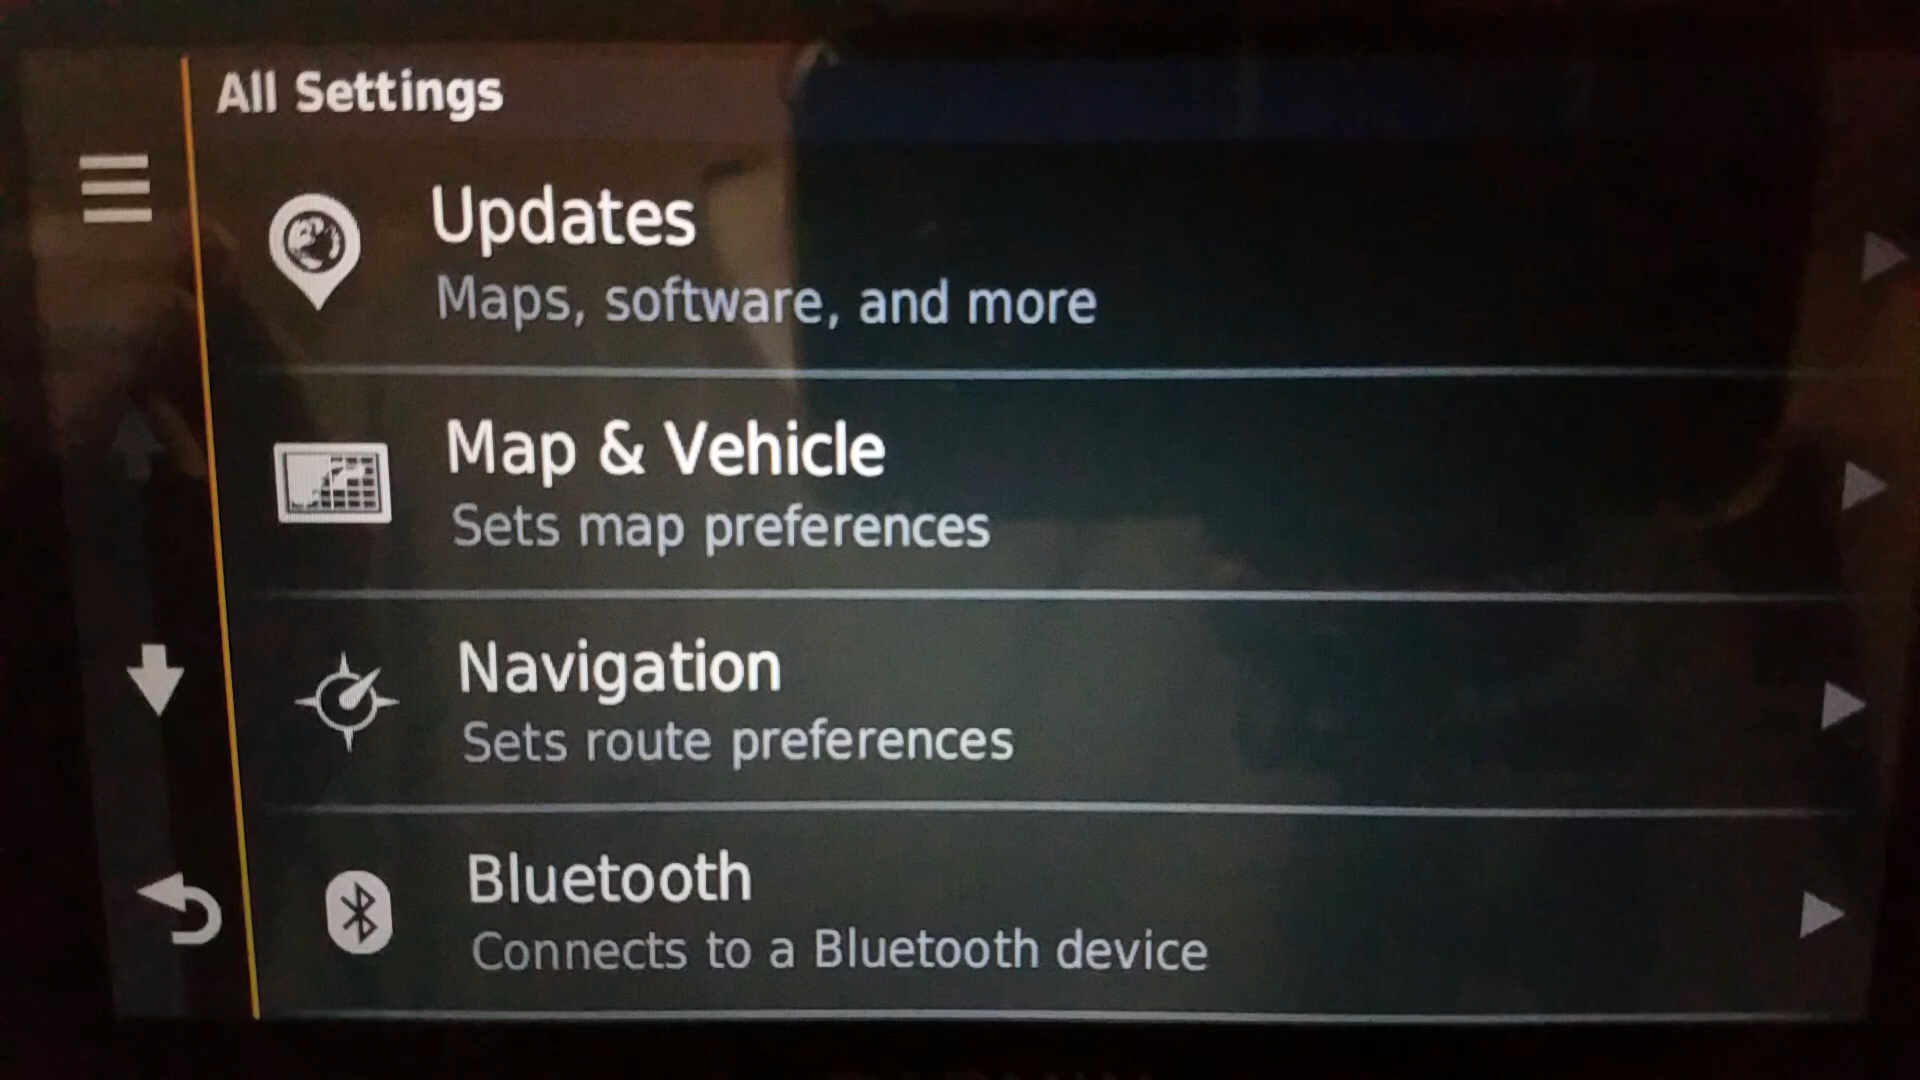 All Settings
Updates
Maps, software, and more
Map & Vehicle
Sets map preferences
Navigation
Sets route preferences
Bluetooth
Connects to a Bluetooth device